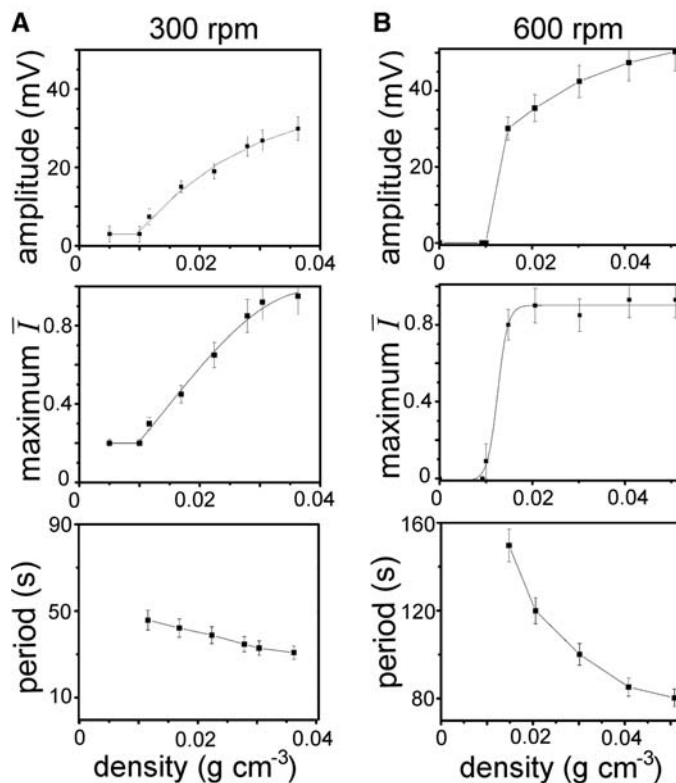 A 300 rpm
B 600 rpm
amplitude (mV)
40
20
0
0 0.02 0.04
amplitude (mV)
40
20
0
0 0.02 0.04
maximum I̅
0.8
0.4
0
0 0.02 0.04
maximum I̅
0.8
0.4
0
0 0.02 0.04
period (s)
90
50
10
0 0.02 0.04
density (g cm⁻³)
period (s)
160
120
80
0 0.02 0.04
density (g cm⁻³)